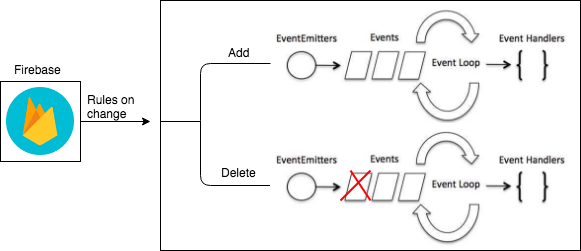 Firebase
Rules on
change
Add
EventEmitters
Events
Event Loop
Event Handlers
{ }
Delete
EventEmitters
Events
Event Loop
Event Handlers
{ }